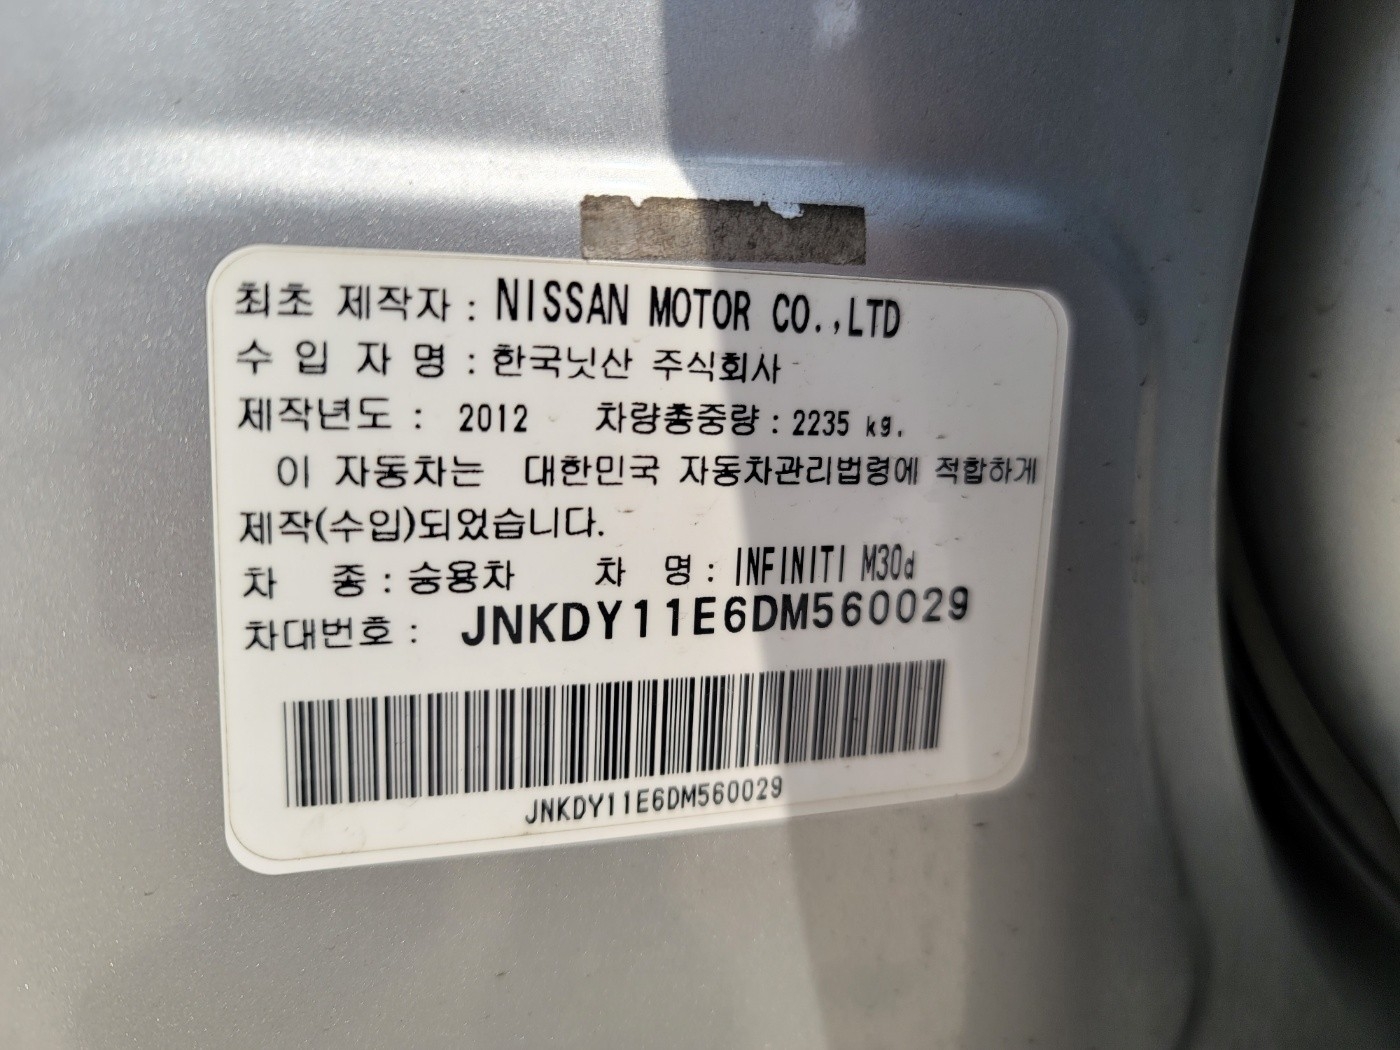 최초 제작자 : NISSAN MOTOR CO.,LTD
수 입 자 명 : 한국닛산 주식회사
제작년도 : 2012 차량총중량 : 2235 kg.
이 자동차는 대한민국 자동차관리법령에 적합하게
제작(수입)되었습니다.
차 종 : 승용차 차 명 : INFINITI M30d
차대번호 : JNKDY11E6DM560029
JNKDY11E6DM560029